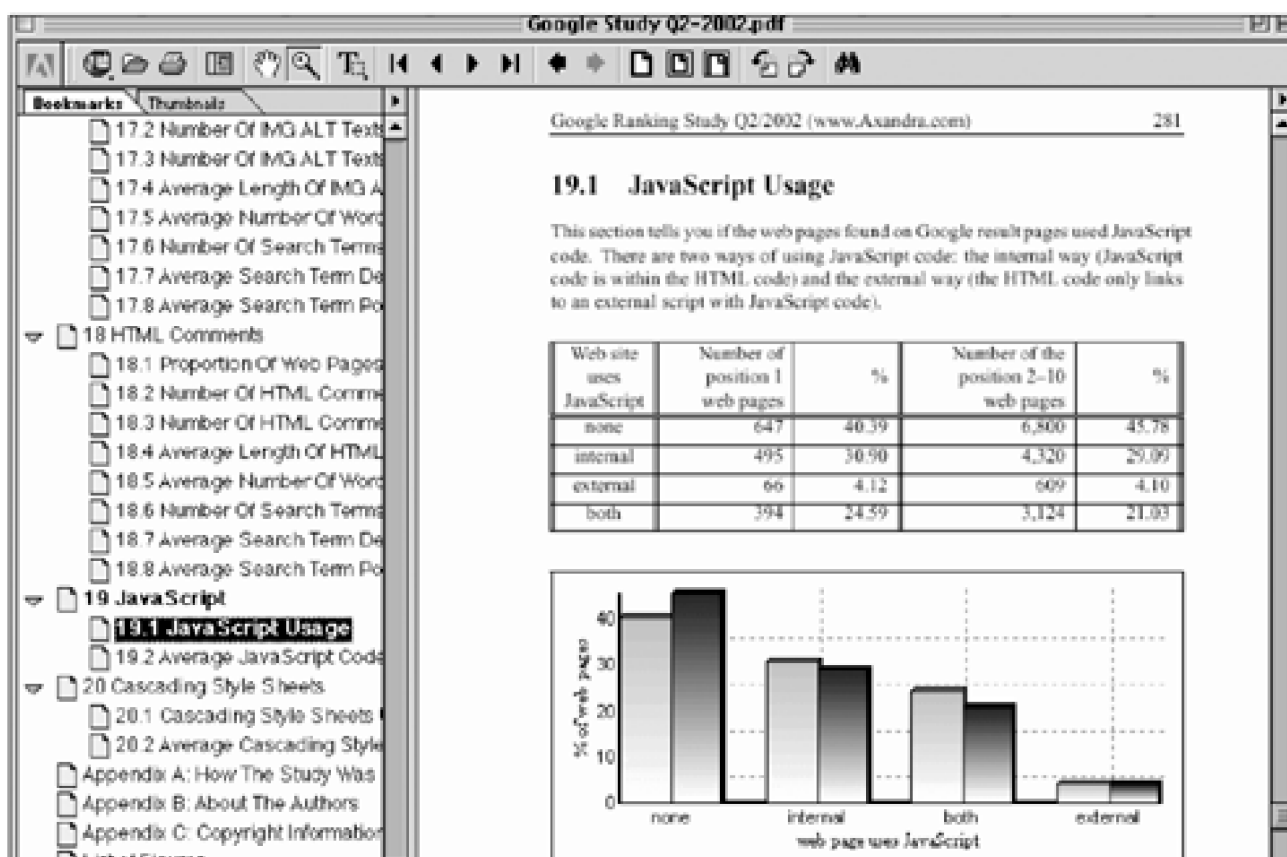 Google Study Q2-2002.pdf
Bookmarks
Thumbnails
17.2 Number Of IMG ALT Texts
17.3 Number Of IMG ALT Texts
17.4 Average Length Of IMG A
17.5 Average Number Of Word
17.6 Number Of Search Terms
17.7 Average Search Term De
17.8 Average Search Term Po
18 HTML Comments
18.1 Proportion Of Web Pages
18.2 Number Of HTML Comme
18.3 Number Of HTML Comme
18.4 Average Length Of HTML
18.5 Average Number Of Word
18.6 Number Of Search Terms
18.7 Average Search Term De
18.8 Average Search Term Po
19 JavaScript
19.1 JavaScript Usage
19.2 Average JavaScript Code
20 Cascading Style Sheets
20.1 Cascading Style Sheets
20.2 Average Cascading Style
Appendix A: How The Study Was
Appendix B: About The Authors
Appendix C: Copyright Information
List of Figures
Google Ranking Study Q2/2002 (www.Axandra.com) 281
19.1 JavaScript Usage
This section tells you if the web pages found on Google result pages used JavaScript
code. There are two ways of using JavaScript code: the internal way (JavaScript
code is within the HTML code) and the external way (the HTML code only links
to an external script with JavaScript code).
Web site Number of Number of the
uses position 1 % position 2–10 %
JavaScript web pages web pages
none 647 40.39 6,800 45.78
internal 495 30.90 4,320 29.09
external 66 4.12 609 4.10
both 394 24.59 3,124 21.03
% of web pages
40
30
20
10
0
none internal both external
web page uses JavaScript